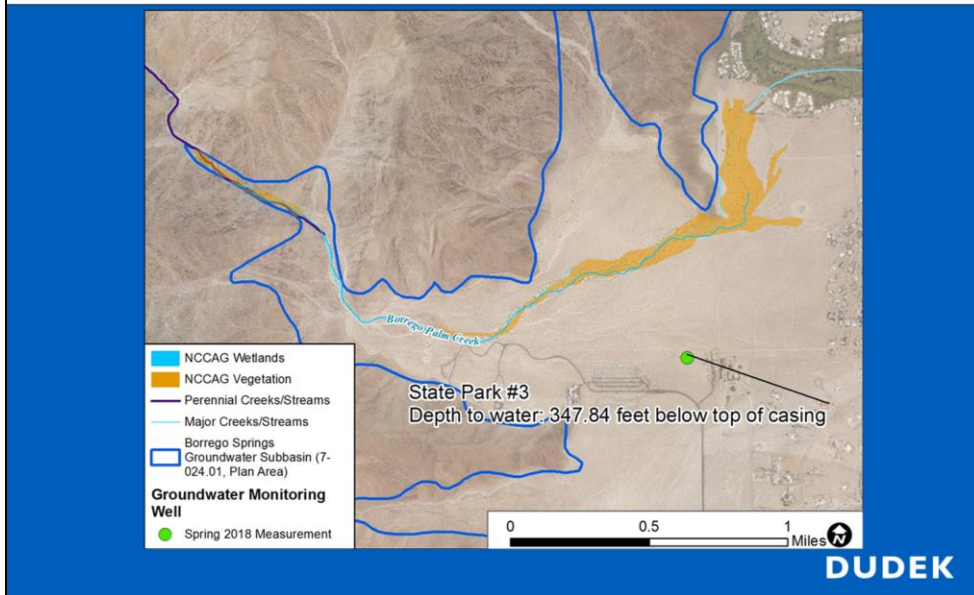 Borrego Palm Creek
State Park #3
Depth to water: 347.84 feet below top of casing
NCCAG Wetlands
NCCAG Vegetation
Perennial Creeks/Streams
Major Creeks/Streams
Borrego Springs
Groundwater Subbasin (7-
024.01, Plan Area)
Groundwater Monitoring
Well
Spring 2018 Measurement
0 0.5 1
Miles
N
DUDEK